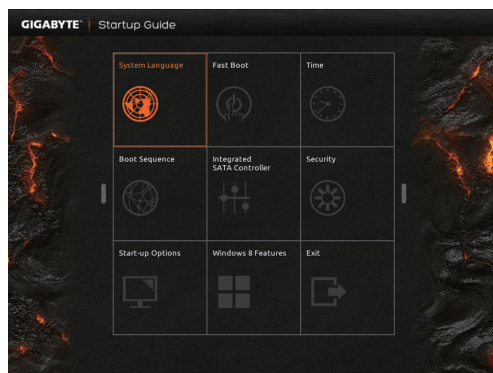 GIGABYTE™ Startup Guide
System Language
Fast Boot
Time
Boot Sequence
Integrated
SATA Controller
Security
Start-up Options
Windows 8 Features
Exit